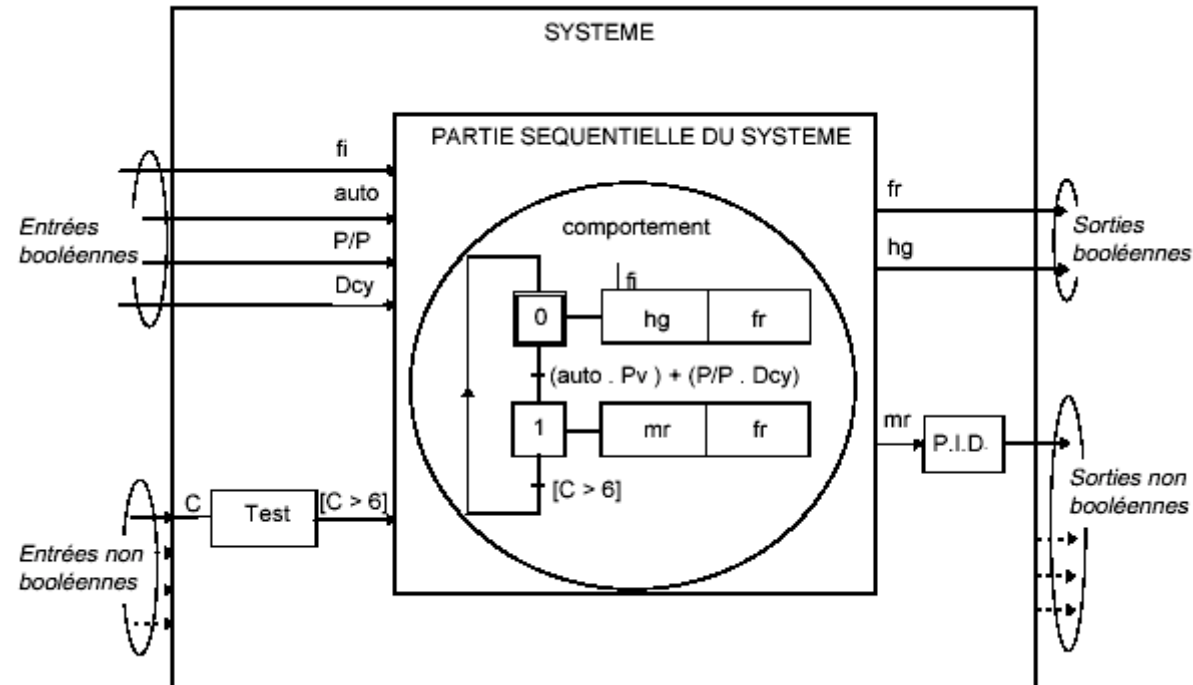 SYSTEME
PARTIE SEQUENTIELLE DU SYSTEME
fi
auto
P/P
Dcy
Entrées
booléennes
comportement
fi
0
hg
fr
(auto . Pv ) + (P/P . Dcy)
1
mr
fr
[C > 6]
fr
hg
Sorties
booléennes
mr
P.I.D.
Sorties non
booléennes
C
Test
[C > 6]
Entrées non
booléennes